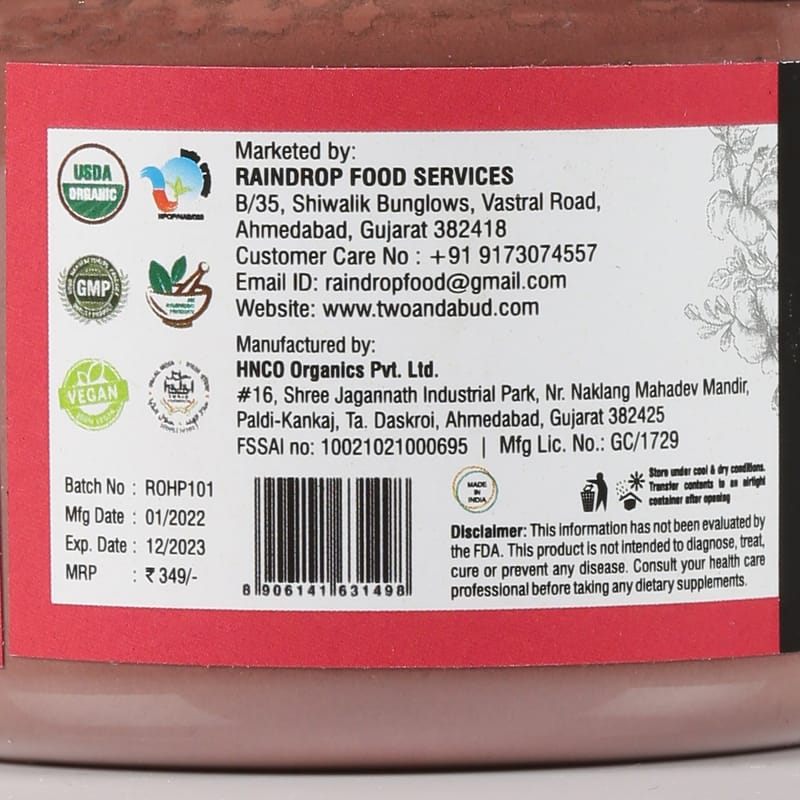 USDA
ORGANIC
GMP
VEGAN
Marketed by:
RAINDROP FOOD SERVICES
B/35, Shiwalik Bunglows, Vastral Road,
Ahmedabad, Gujarat 382418
Customer Care No : +91 9173074557
Email ID: raindropfood@gmail.com
Website: www.twoandabud.com
Manufactured by:
HNCO Organics Pvt. Ltd.
#16, Shree Jagannath Industrial Park, Nr. Naklang Mahadev Mandir,
Paldi-Kankaj, Ta. Daskroi, Ahmedabad, Gujarat 382425
FSSAI no: 10021021000695 | Mfg Lic. No.: GC/1729
Batch No : ROHP101
Mfg Date : 01/2022
Exp. Date : 12/2023
MRP : ₹ 349/-
8 906141 631498
MADE
IN
INDIA
Store under cool & dry conditions.
Transfer contents to an airtight
container after opening
Disclaimer: This information has not been evaluated by
the FDA. This product is not intended to diagnose, treat,
cure or prevent any disease. Consult your health care
professional before taking any dietary supplements.